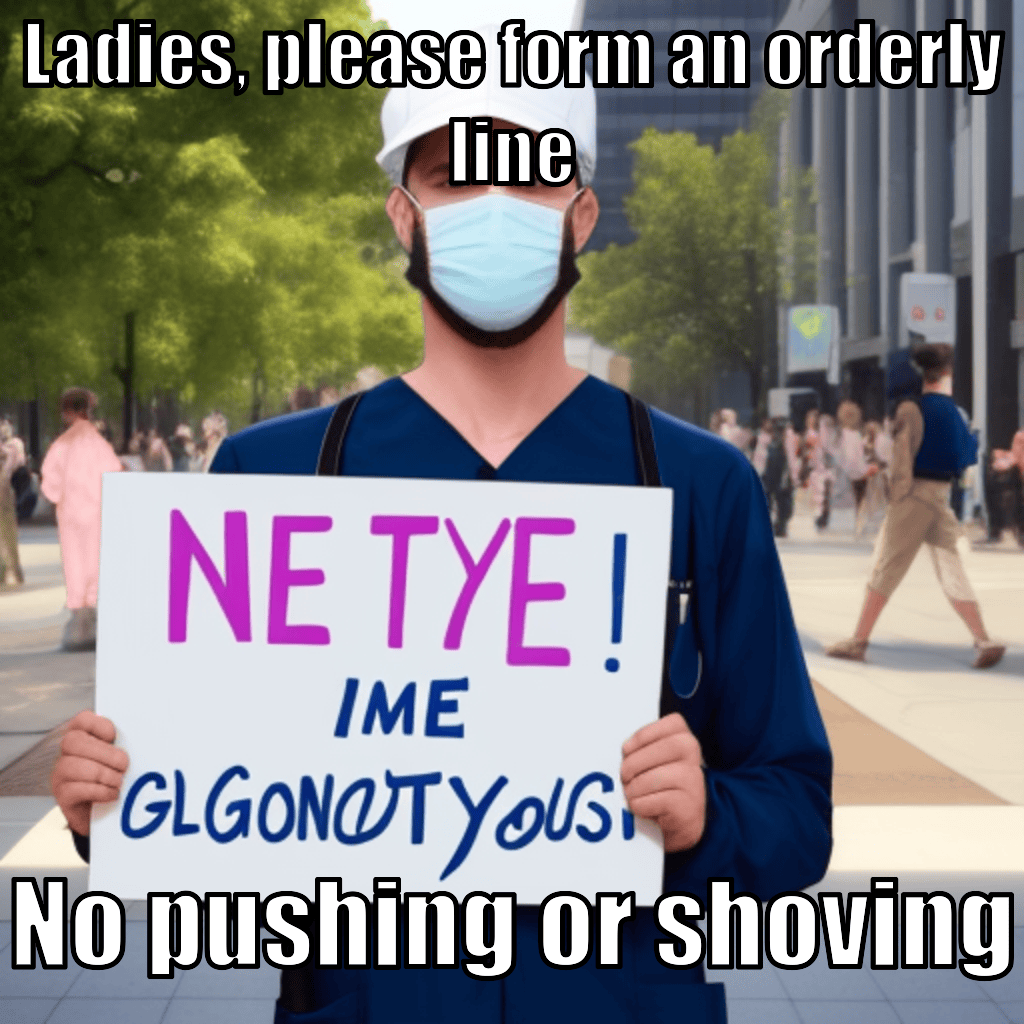 Ladies, please form an orderly
line
NE TYE!
IME
GLGONOTYOUS!
No pushing or shoving